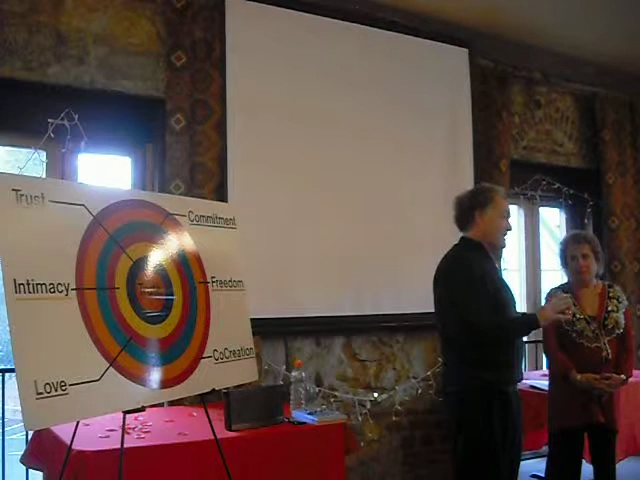 Trust
Commitment
Intimacy
Freedom
CoCreation
Love